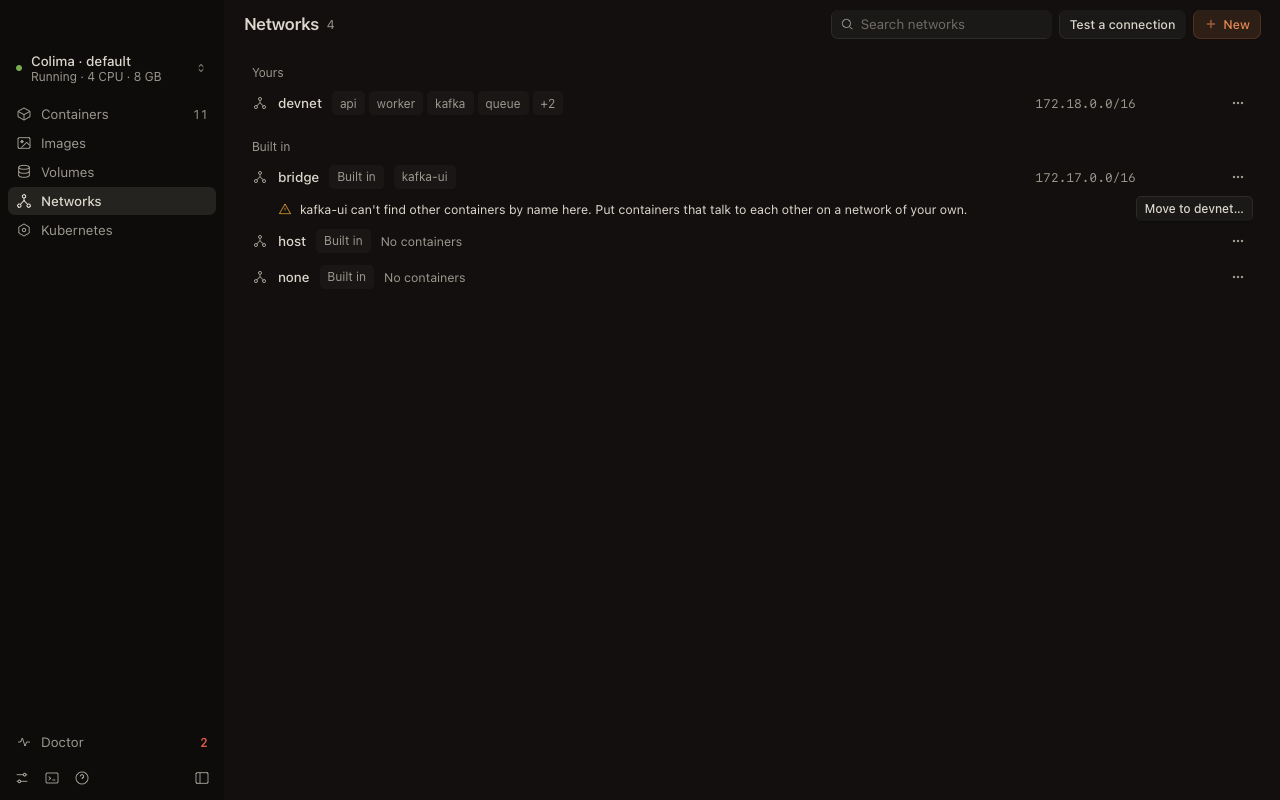 Networks 4
Search networks
Test a connection
New
Colima · default
Running · 4 CPU · 8 GB
Containers 11
Images
Volumes
Networks
Kubernetes
Yours
devnet api worker kafka queue +2 172.18.0.0/16
Built in
bridge Built in kafka-ui 172.17.0.0/16
kafka-ui can't find other containers by name here. Put containers that talk to each other on a network of your own.
Move to devnet...
host Built in No containers
none Built in No containers
Doctor 2